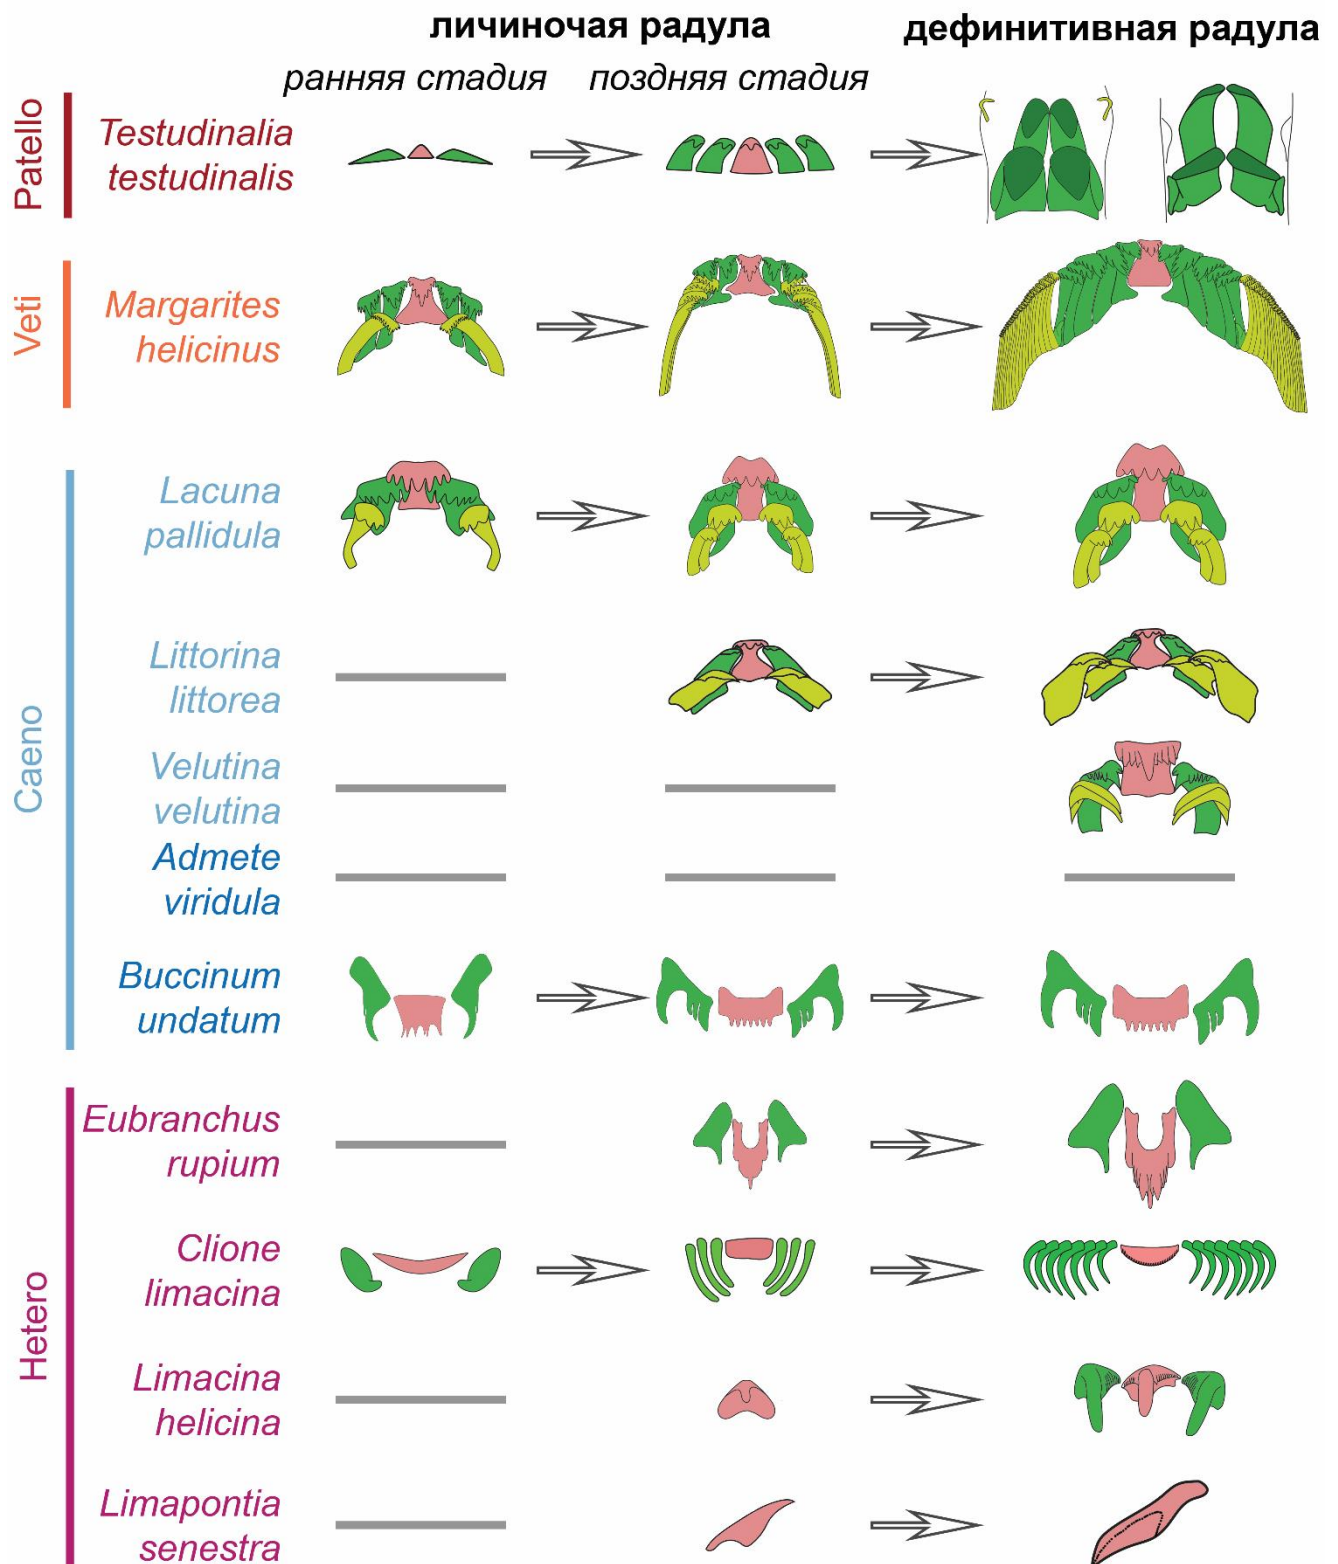 личиночая радула
дефинитивная радула
ранняя стадия
поздняя стадия
Patello
Testudinalia
testudinalis
Veti
Margarites
helicinus
Caeno
Lacuna
pallidula
Littorina
littorea
Velutina
velutina
Admete
viridula
Buccinum
undatum
Hetero
Eubranchus
rupium
Clione
limacina
Limacina
helicina
Limapontia
senestra